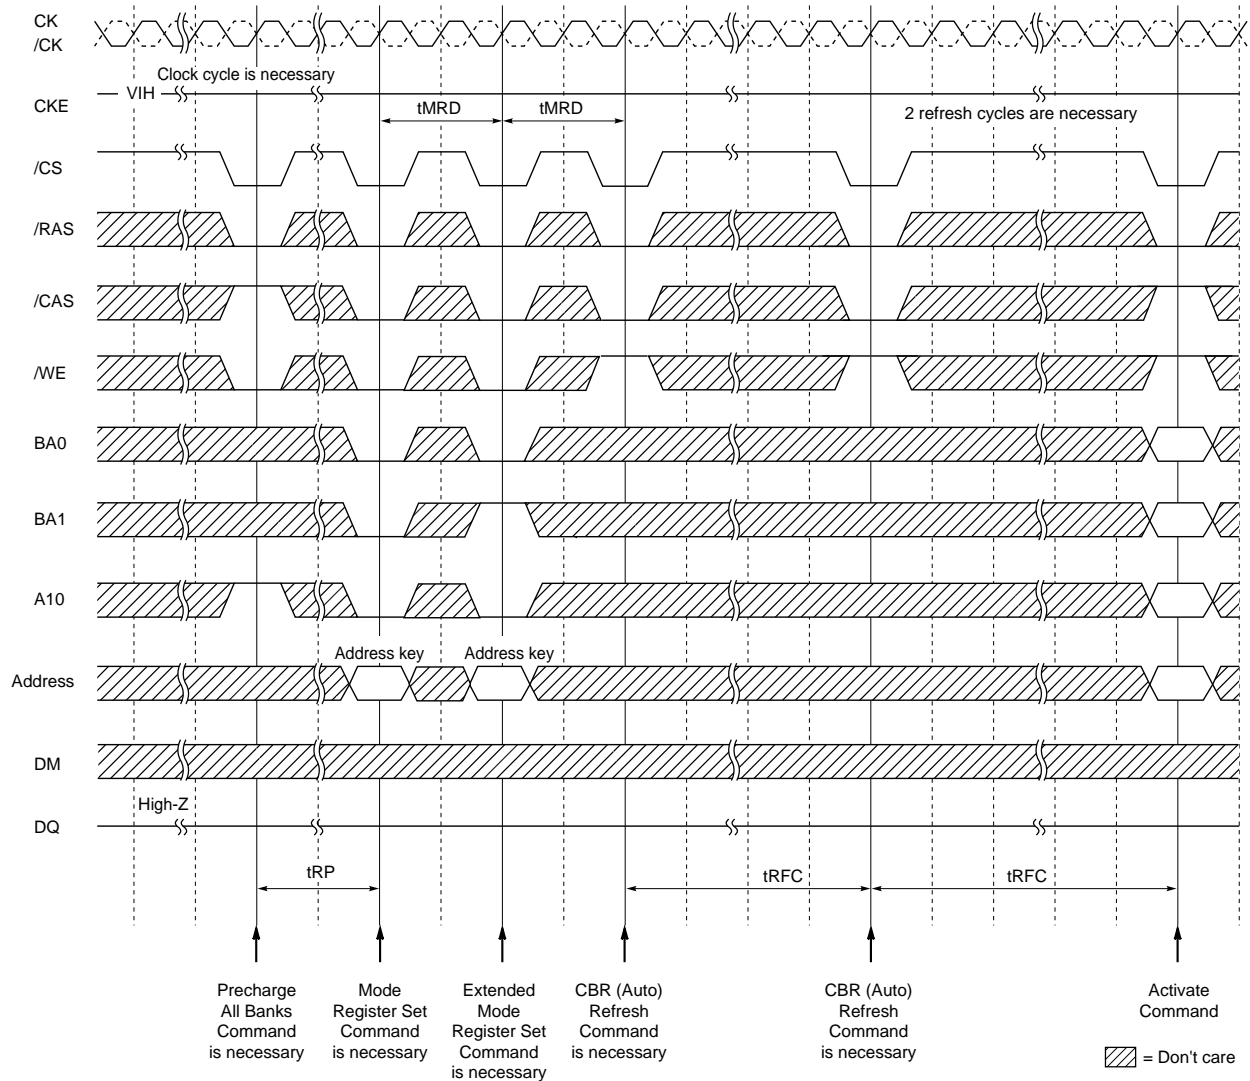 CK
/CK
Clock cycle is necessary
VIH
CKE
tMRD
tMRD
2 refresh cycles are necessary
/CS
/RAS
/CAS
/WE
BA0
BA1
A10
Address key
Address key
Address
DM
High-Z
DQ
tRP
tRFC
tRFC
Precharge
All Banks
Command
is necessary
Mode
Register Set
Command
is necessary
Extended
Mode
Register Set
Command
is necessary
CBR (Auto)
Refresh
Command
is necessary
CBR (Auto)
Refresh
Command
is necessary
Activate
Command
= Don't care